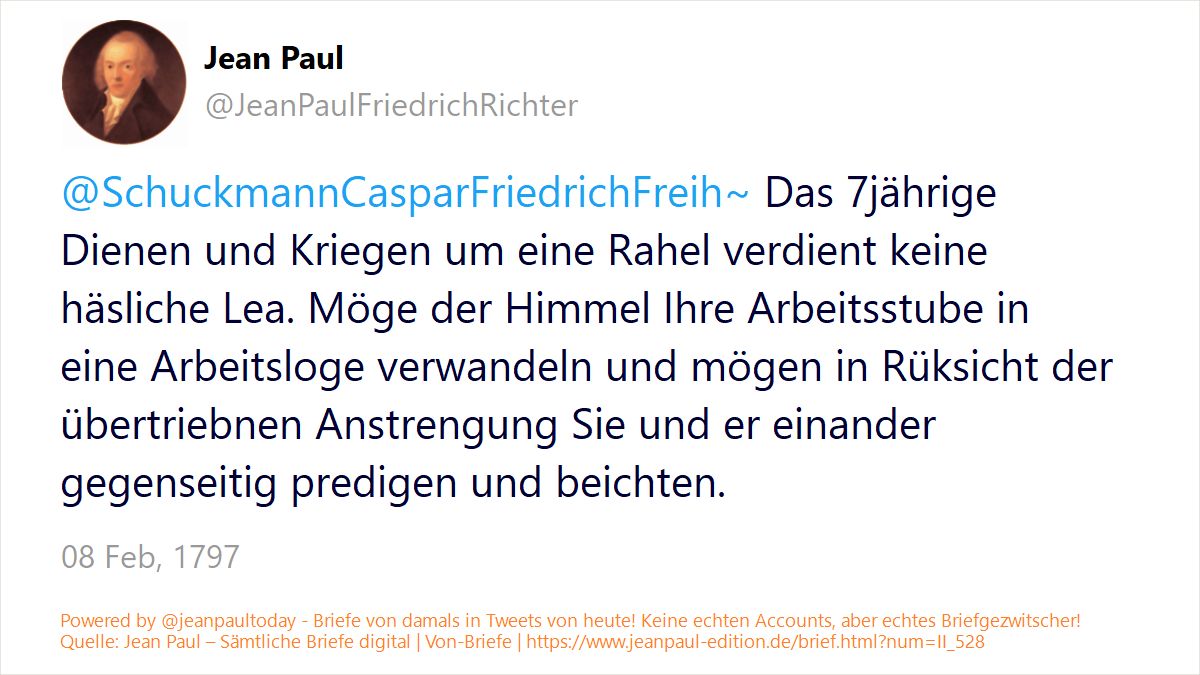 Jean Paul
@JeanPaulFriedrichRichter
@SchuckmannCasparFriedrichFreih~ Das 7jährige
Dienen und Kriegen um eine Rahel verdient keine
häsliche Lea. Möge der Himmel Ihre Arbeitsstube in
eine Arbeitsloge verwandeln und mögen in Rüksicht der
übertriebnen Anstrengung Sie und er einander
gegenseitig predigen und beichten.
08 Feb, 1797
Powered by @jeanpaultoday - Briefe von damals in Tweets von heute! Keine echten Accounts, aber echtes Briefgezwitscher!
Quelle: Jean Paul – Sämtliche Briefe digital | Von-Briefe | https://www.jeanpaul-edition.de/brief.html?num=II_528